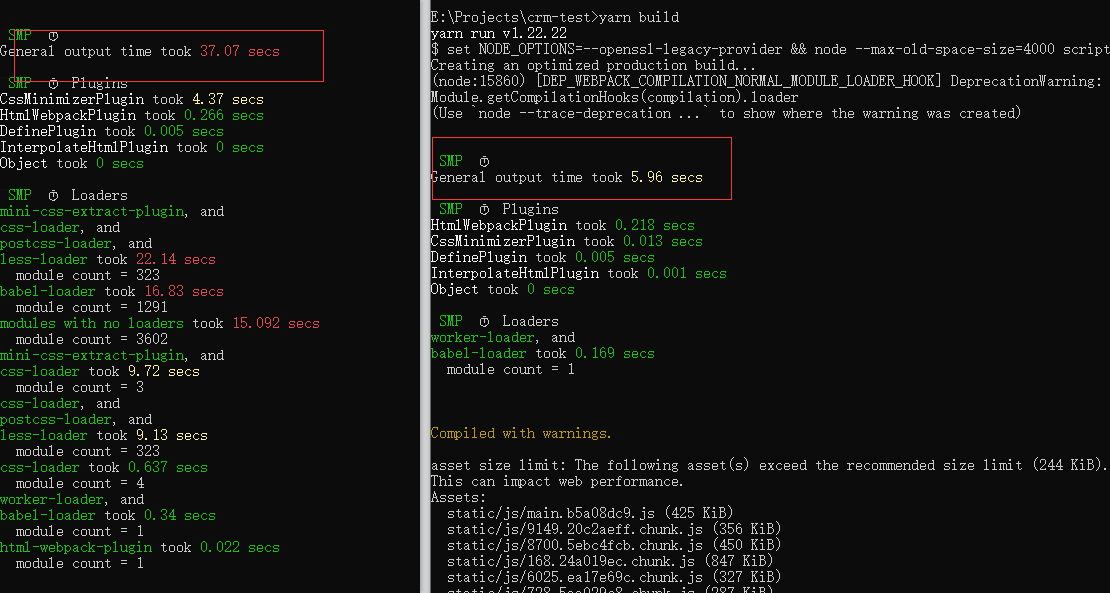 SMP ⏱
General output time took 37.07 secs
SMP ⏱ Plugins
CssMinimizerPlugin took 4.37 secs
HtmlWebpackPlugin took 0.266 secs
DefinePlugin took 0.005 secs
InterpolateHtmlPlugin took 0 secs
Object took 0 secs
SMP ⏱ Loaders
mini-css-extract-plugin, and
css-loader, and
postcss-loader, and
less-loader took 22.14 secs
module count = 323
babel-loader took 16.83 secs
module count = 1291
modules with no loaders took 15.092 secs
module count = 3602
mini-css-extract-plugin, and
css-loader took 9.72 secs
module count = 3
css-loader, and
postcss-loader, and
less-loader took 9.13 secs
module count = 323
css-loader took 0.637 secs
module count = 4
worker-loader, and
babel-loader took 0.34 secs
module count = 1
html-webpack-plugin took 0.022 secs
module count = 1
E:\Projects\crm-test>yarn build
yarn run v1.22.22
$ set NODE_OPTIONS=--openssl-legacy-provider && node --max-old-space-size=4000 script
Creating an optimized production build...
(node:15860) [DEP_WEBPACK_COMPILATION_NORMAL_MODULE_LOADER_HOOK] DeprecationWarning:
Module.getCompilationHooks(compilation).loader
(Use `node --trace-deprecation ...` to show where the warning was created)
SMP ⏱
General output time took 5.96 secs
SMP ⏱ Plugins
HtmlWebpackPlugin took 0.218 secs
CssMinimizerPlugin took 0.013 secs
DefinePlugin took 0.005 secs
InterpolateHtmlPlugin took 0.001 secs
Object took 0 secs
SMP ⏱ Loaders
worker-loader, and
babel-loader took 0.169 secs
module count = 1
Compiled with warnings.
asset size limit: The following asset(s) exceed the recommended size limit (244 KiB).
This can impact web performance.
Assets:
static/js/main.b5a08dc9.js (425 KiB)
static/js/9149.20c2aeff.chunk.js (356 KiB)
static/js/8700.5ebc4fcb.chunk.js (450 KiB)
static/js/168.24a019ec.chunk.js (847 KiB)
static/js/6025.ea17e69c.chunk.js (327 KiB)